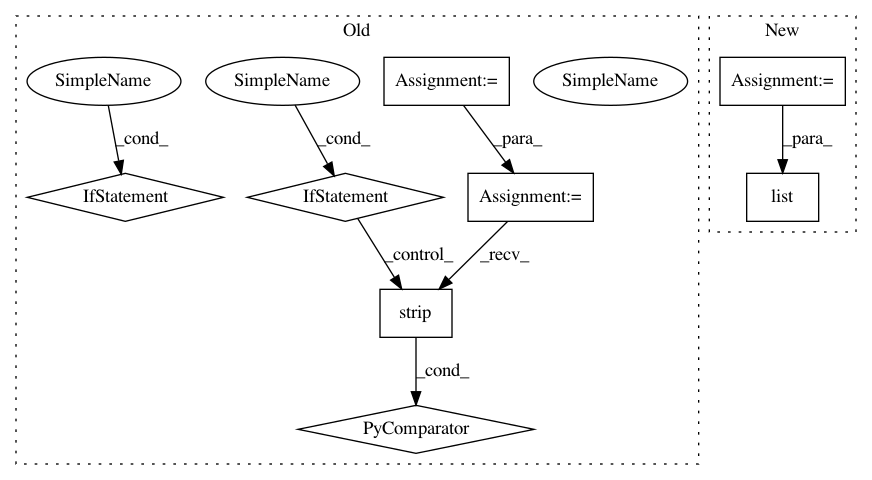 Old
New
SimpleName
SimpleName
Assignment:=
SimpleName
Assignment:=
_cond_
_cond_
_para_
_para_
IfStatement
IfStatement
Assignment:=
list
_control_
_recv_
strip
_cond_
PyComparator